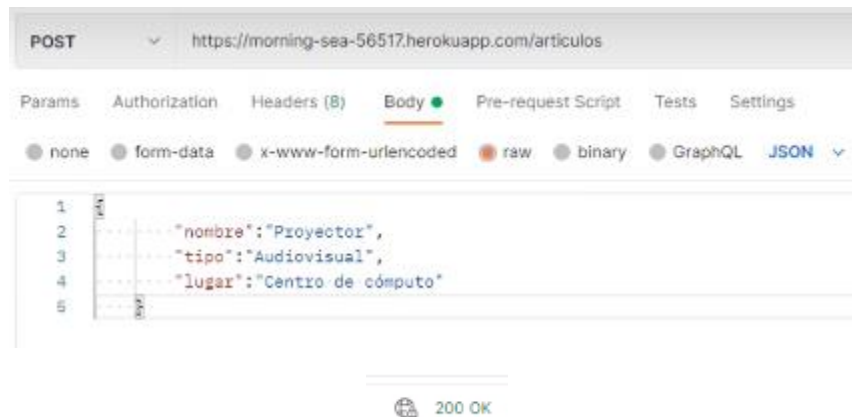 POST https://morning-sea-56517.herokuapp.com/articulos
Params Authorization Headers (8) Body Pre-request Script Tests Settings
none form-data x-www-form-urlencoded raw binary GraphQL JSON
1 {
2 "nombre":"Proyector",
3 "tipo":"Audiovisual",
4 "lugar":"Centro de cómputo"
5 }
200 OK